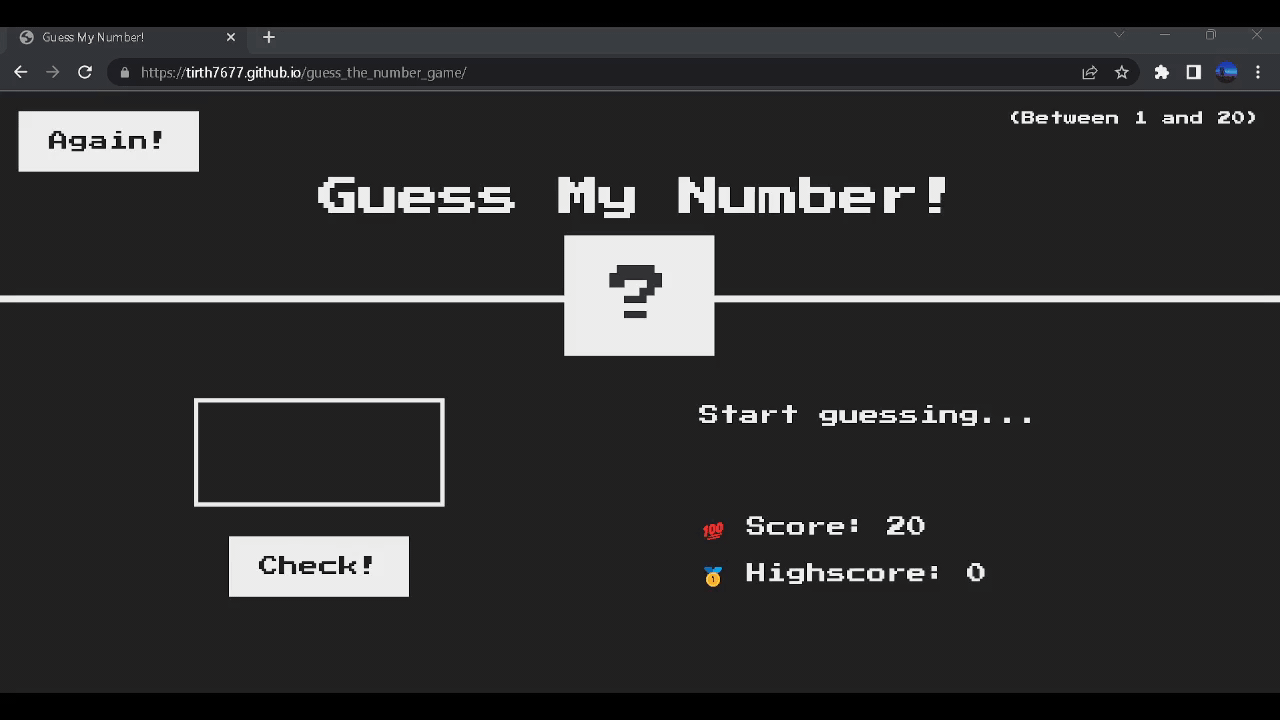 Guess My Number!
https://tirth7677.github.io/guess_the_number_game/
Again!
(Between 1 and 20)
Guess My Number!
?
Start guessing...
💯 Score: 20
Check!
🥇 Highscore: 0